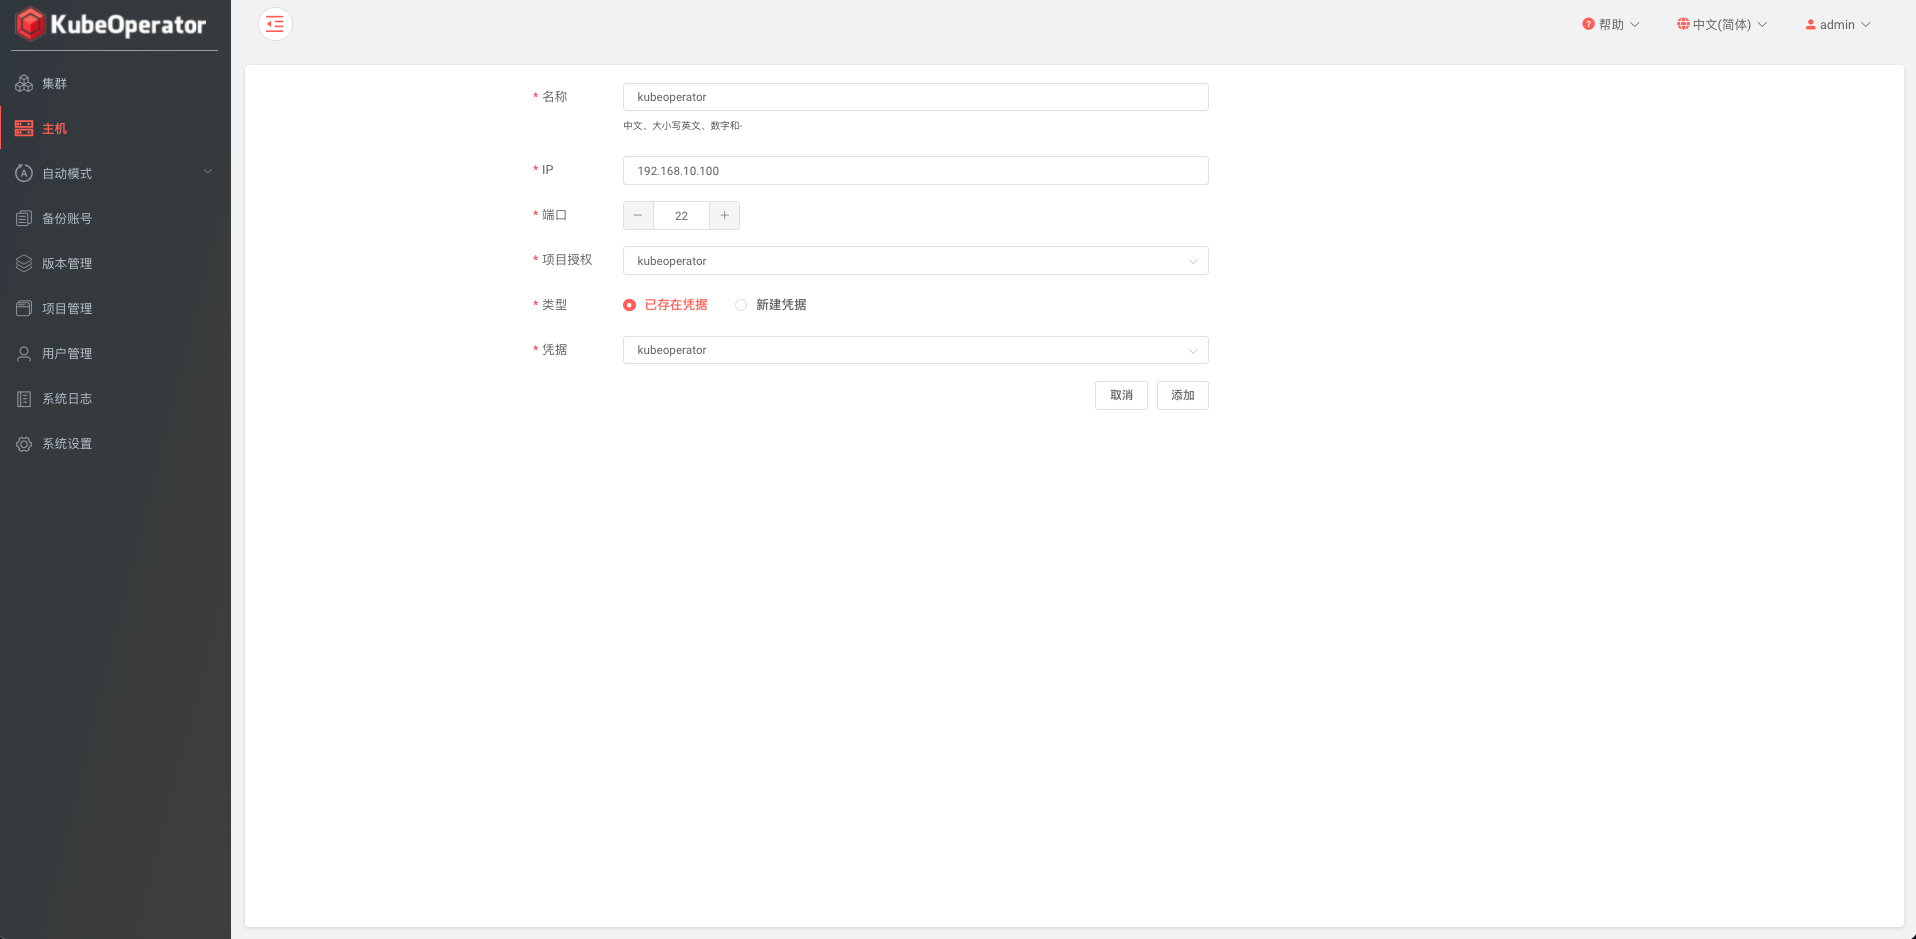 KubeOperator
帮助
中文(简体)
admin
集群
主机
自动模式
备份账号
版本管理
项目管理
用户管理
系统日志
系统设置
* 名称
kubeoperator
中文、大小写英文、数字和-
* IP
192.168.10.100
* 端口
22
* 项目授权
kubeoperator
* 类型
已存在凭据
新建凭据
* 凭据
kubeoperator
取消
添加